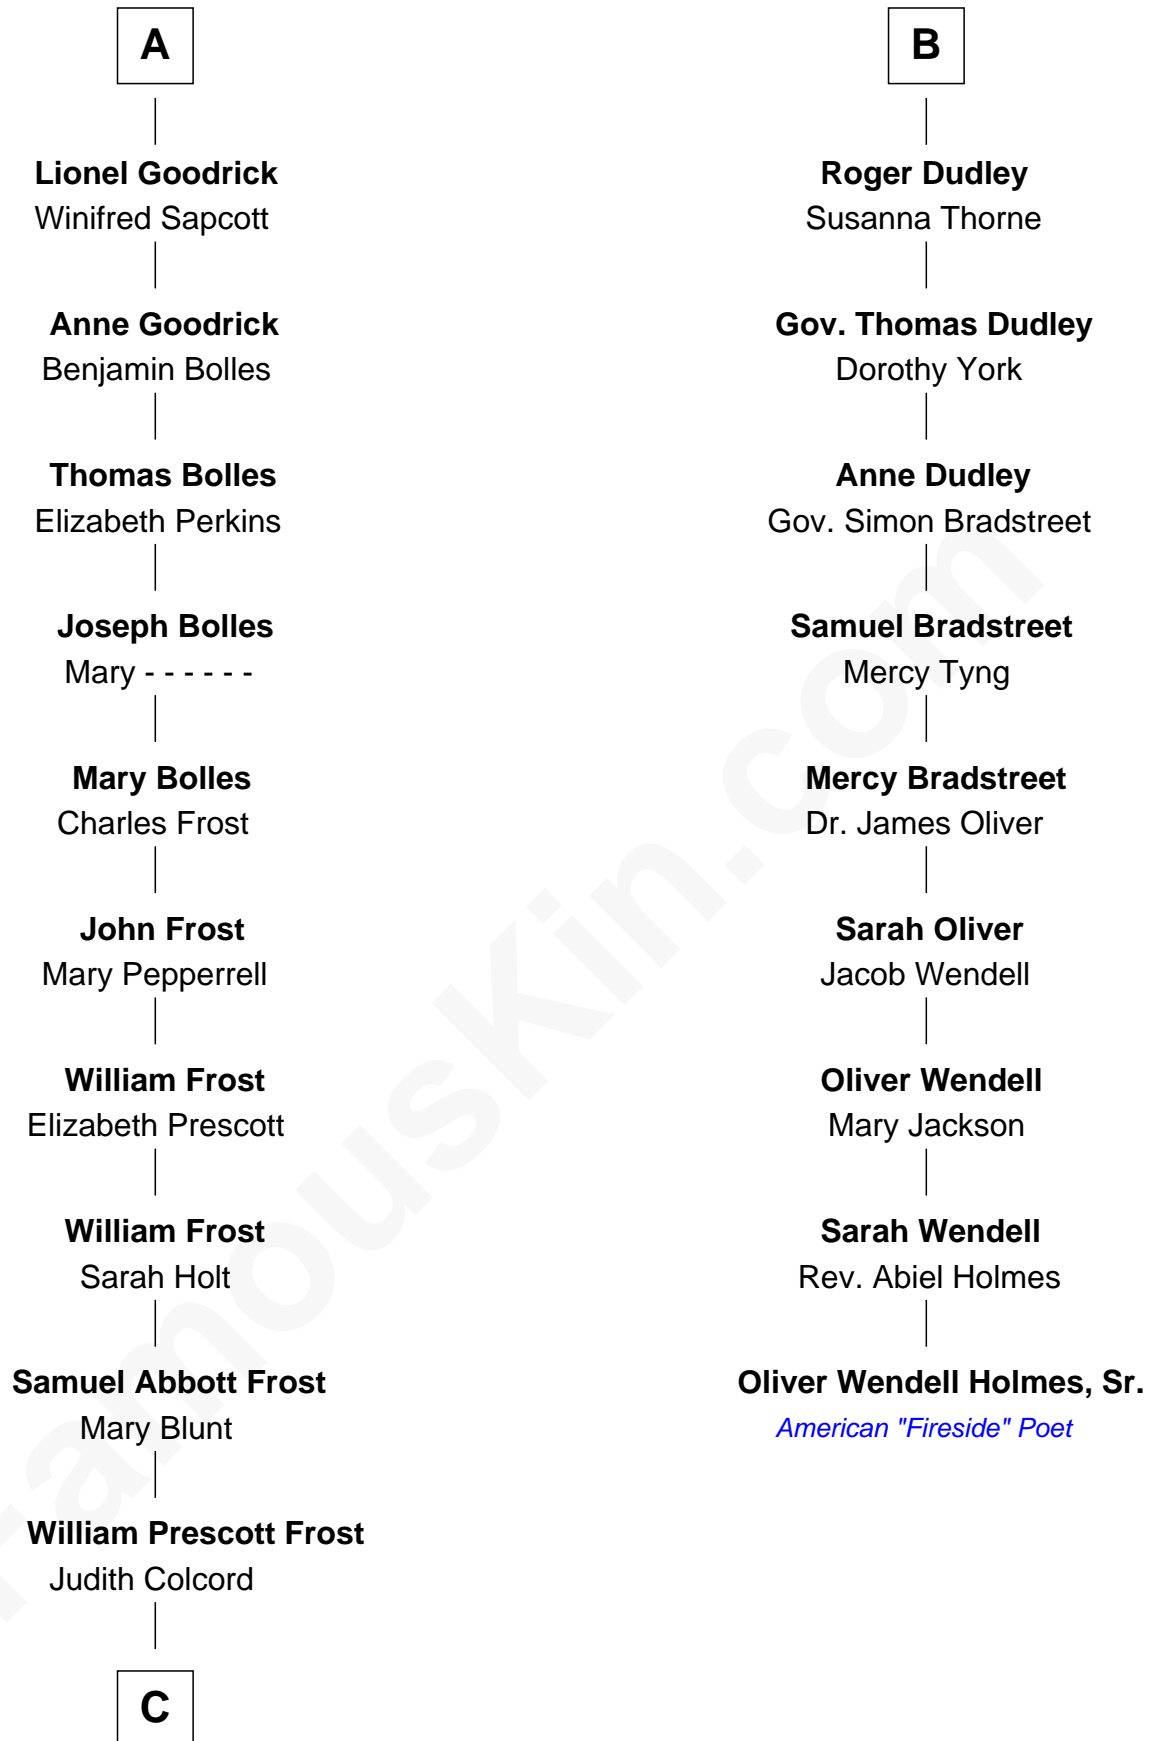 A
Lionel Goodrick
Winifred Sapcott
Anne Goodrick
Benjamin Bolles
Thomas Bolles
Elizabeth Perkins
Joseph Bolles
Mary - - - - - -
Mary Bolles
Charles Frost
John Frost
Mary Pepperrell
William Frost
Elizabeth Prescott
William Frost
Sarah Holt
Samuel Abbott Frost
Mary Blunt
William Prescott Frost
Judith Colcord
C
B
Roger Dudley
Susanna Thorne
Gov. Thomas Dudley
Dorothy York
Anne Dudley
Gov. Simon Bradstreet
Samuel Bradstreet
Mercy Tyng
Mercy Bradstreet
Dr. James Oliver
Sarah Oliver
Jacob Wendell
Oliver Wendell
Mary Jackson
Sarah Wendell
Rev. Abiel Holmes
Oliver Wendell Holmes, Sr.
American "Fireside" Poet
FamousKin.com